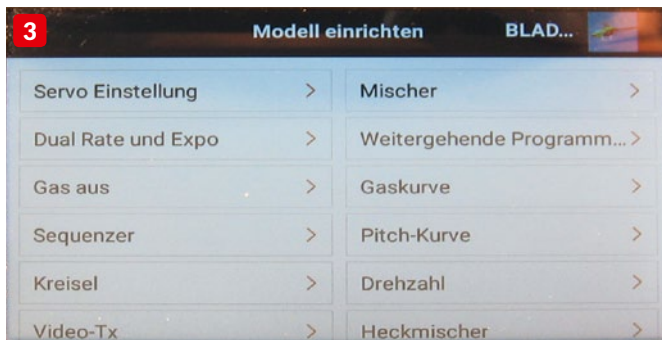 3
Modell einrichten
BLAD...
Servo Einstellung >
Mischer >
Dual Rate und Expo >
Weitergehende Programm... >
Gas aus >
Gaskurve >
Sequenzer >
Pitch-Kurve >
Kreisel >
Drehzahl >
Video-Tx >
Heckmischer >